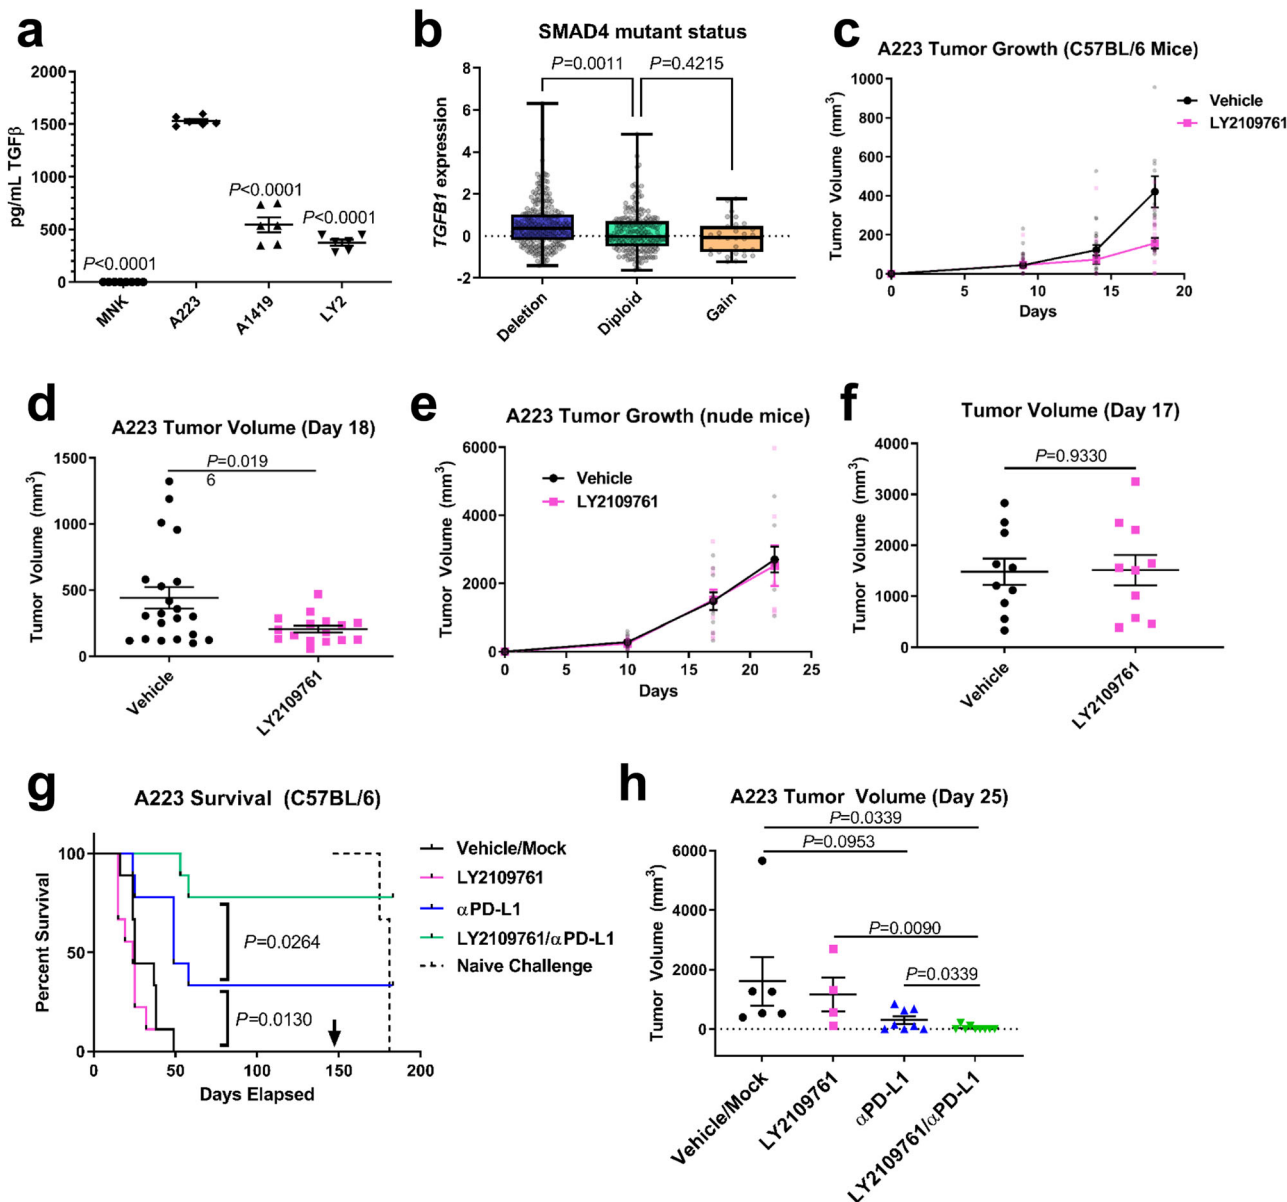 a
2000
1500
1000
500
0
pg/mL TGFβ
P<0.0001
P<0.0001
P<0.0001
MNK
A223
A1419
LY2
b
SMAD4 mutant status
P=0.0011
P=0.4215
8
6
4
2
0
-2
TGFB1 expression
Deletion
Diploid
Gain
c
A223 Tumor Growth (C57BL/6 Mice)
1000
800
600
400
200
0
Tumor Volume (mm³)
0
5
10
15
20
Days
Vehicle
LY2109761
d
A223 Tumor Volume (Day 18)
P=0.019
6
1500
1000
500
0
Tumor Volume (mm³)
Vehicle
LY2109761
e
A223 Tumor Growth (nude mice)
6000
4000
2000
0
Tumor Volume (mm³)
Vehicle
LY2109761
0
5
10
15
20
25
Days
f
Tumor Volume (Day 17)
P=0.9330
4000
3000
2000
1000
0
Tumor Volume (mm³)
Vehicle
LY2109761
g
A223 Survival (C57BL/6)
100
50
0
Percent Survival
P=0.0264
P=0.0130
0
50
100
150
200
Days Elapsed
Vehicle/Mock
LY2109761
αPD-L1
LY2109761/αPD-L1
Naive Challenge
h
A223 Tumor Volume (Day 25)
P=0.0339
P=0.0953
P=0.0090
P=0.0339
6000
4000
2000
0
Tumor Volume (mm³)
Vehicle/Mock
LY2109761
αPD-L1
LY2109761/αPD-L1